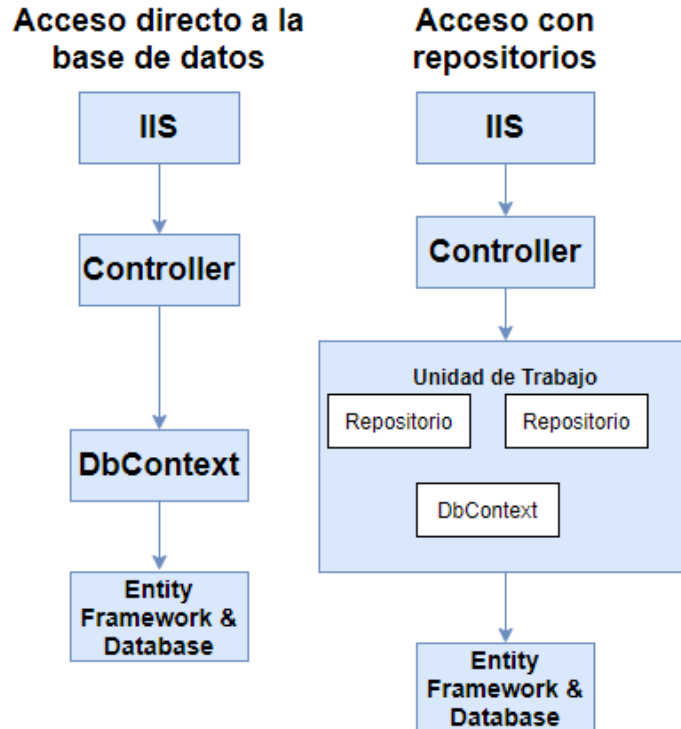 Acceso directo a la
base de datos
IIS
Controller
DbContext
Entity
Framework &
Database
Acceso con
repositorios
IIS
Controller
Unidad de Trabajo
Repositorio
Repositorio
DbContext
Entity
Framework &
Database